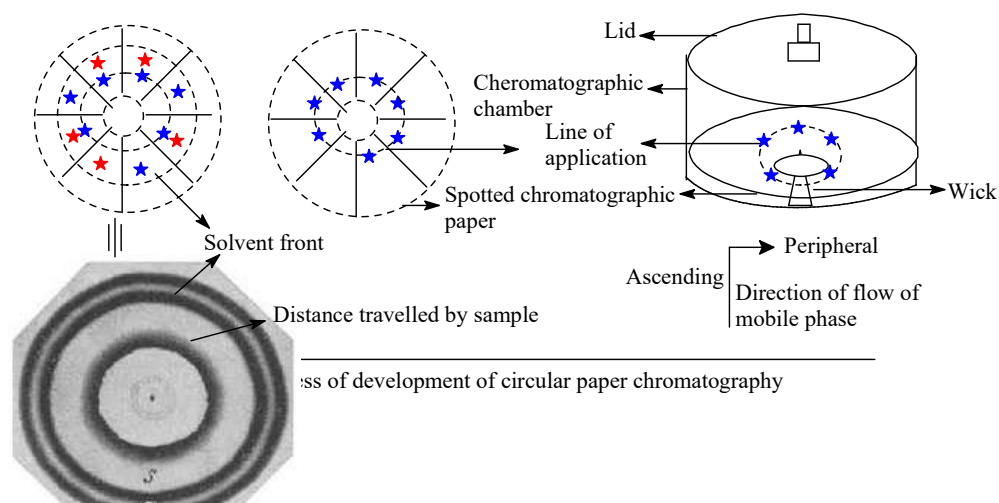 Lid
Cheromatographic
chamber
Line of
application
Spotted chromatographic
paper
Wick
Solvent front
Peripheral
Ascending
Direction of flow of
mobile phase
Distance travelled by sample
of development of circular paper chromatography
S